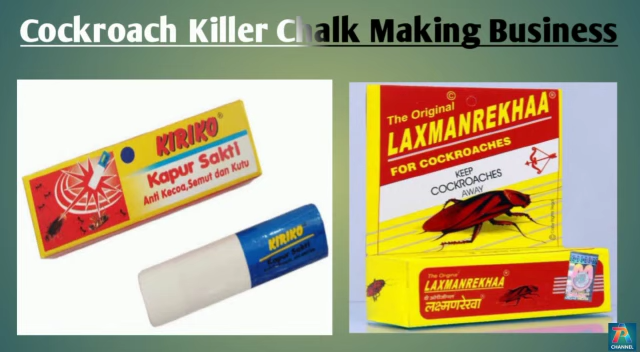 Cockroach Killer Chalk Making Business
KIRIKO®
Kapur Sakti
Anti Kecoa,Semut dan Kutu
KIRIKO
Kapur Sakti
The Original
©
LAXMANREKHAA®
FOR COCKROACHES
KEEP
COCKROACHES
AWAY
The Original
LAXMANREKHAA®
लक्ष्मणरेखा
CHANNEL